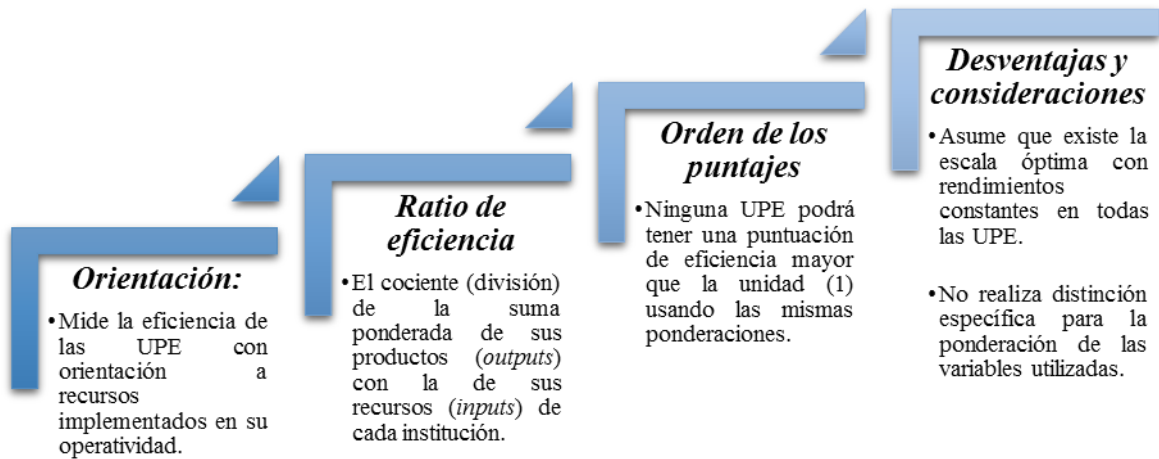 Orientación:
•Mide la eficiencia de
las UPE con
orientación a
recursos
implementados en su
operatividad.
Ratio de
eficiencia
•El cociente (división)
de la suma
ponderada de sus
productos (outputs)
con la de sus
recursos (inputs) de
cada institución.
Orden de los
puntajes
•Ninguna UPE podrá
tener una puntuación
de eficiencia mayor
que la unidad (1)
usando las mismas
ponderaciones.
Desventajas y
consideraciones
•Asume que existe la
escala óptima con
rendimientos
constantes en todas
las UPE.
•No realiza distinción
específica para la
ponderación de las
variables utilizadas.